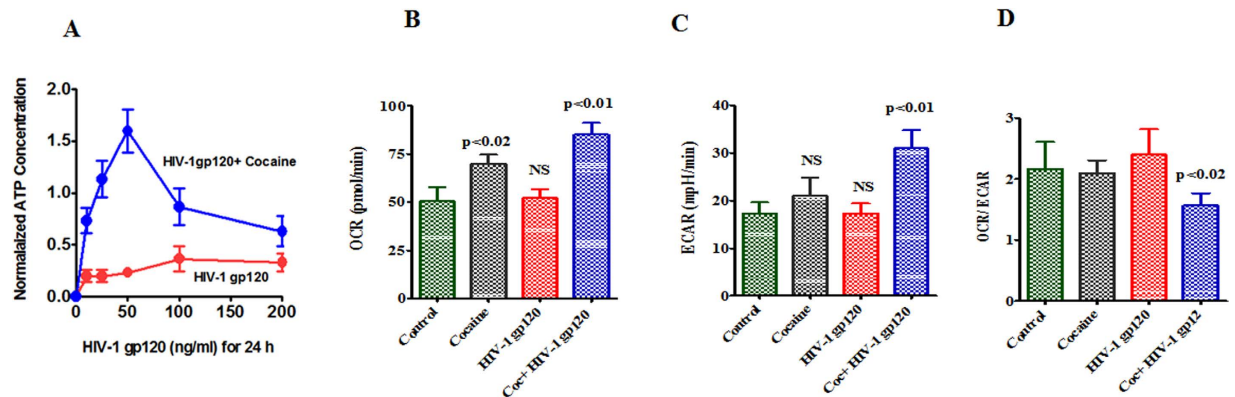 A
Normalized ATP Concentration
2.0
1.5
1.0
0.5
0.0
HIV-1gp120+ Cocaine
HIV-1 gp120
0
50
100
150
200
HIV-1 gp120 (ng/ml) for 24 h
B
OCR (pmol/min)
100
75
50
25
0
p<0.02
NS
p<0.01
Control
Cocaine
HIV-1 gp120
Coc+ HIV-1 gp120
C
ECAR (mpH/min)
40
30
20
10
0
NS
NS
p<0.01
Control
Cocaine
HIV-1 gp120
Coc+ HIV-1 gp120
D
OCR/ ECAR
3
2
1
0
p<0.02
Control
Cocaine
HIV-1 gp120
Coc+ HIV-1 gp12